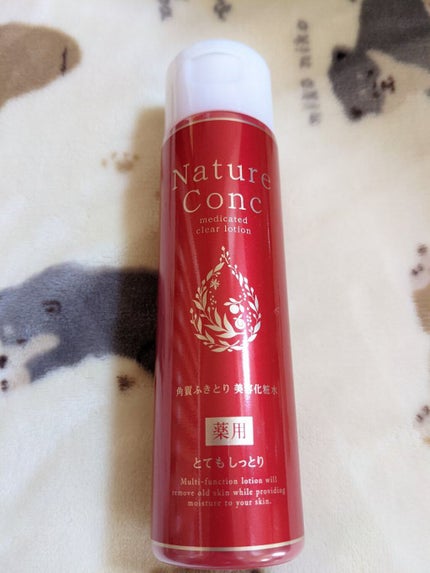 Nature
Conc
medicated
clear lotion
角質ふきとり 美容化粧水
薬用
とてもしっとり
Multi-function lotion will
remove old skin while providing
moisture to your skin.
niko niko